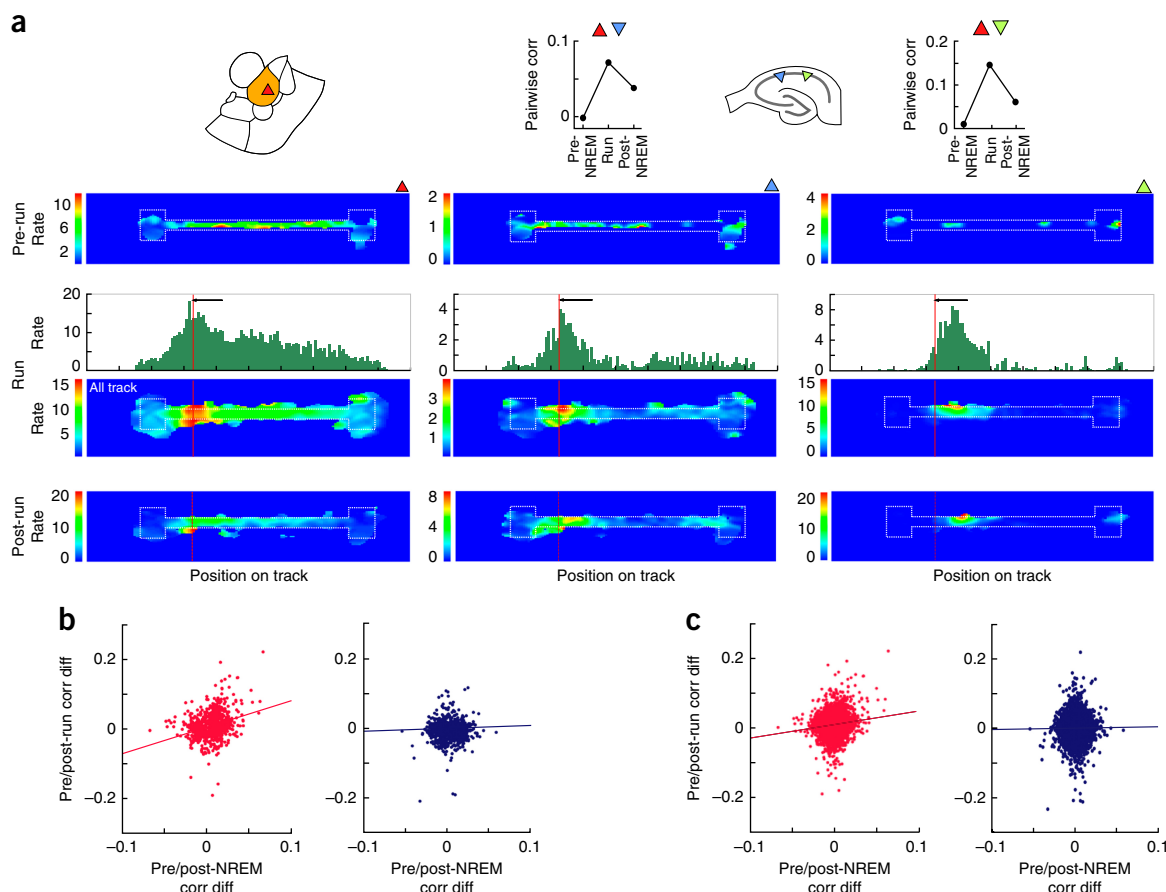 a
Pairwise corr
0.1
0
Pre-NREM
Run
Post-NREM
Pairwise corr
0.2
0.1
0
Pre-NREM
Run
Post-NREM
Pre-run
Rate
10
6
2
2
1
0
4
2
0
Run
Rate
20
10
0
4
2
0
8
4
0
Rate
15
10
5
All track
3
2
1
15
10
5
Post-run
Rate
20
10
0
8
4
0
20
10
0
Position on track
Position on track
Position on track
b
Pre/post-run corr diff
0.2
0
–0.2
–0.1
0
0.1
Pre/post-NREM
corr diff
0.2
0
–0.2
–0.1
0
0.1
Pre/post-NREM
corr diff
c
Pre/post-run corr diff
0.2
0
–0.2
–0.1
0
0.1
Pre/post-NREM
corr diff
0.2
0
–0.2
–0.1
0
0.1
Pre/post-NREM
corr diff